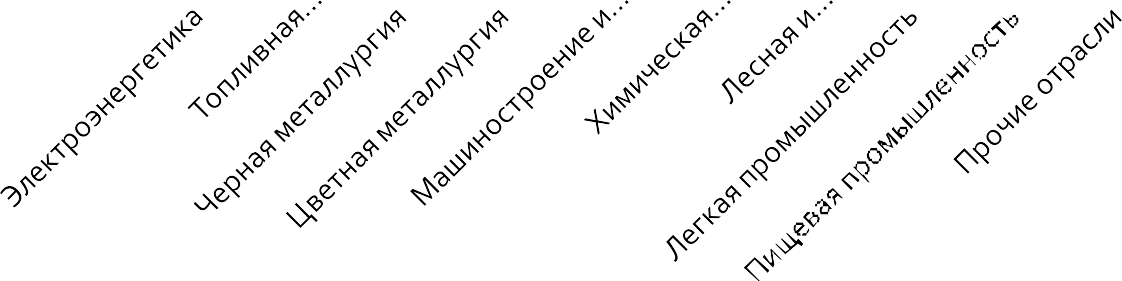 Электроэнергетика
Топливная...
Черная металлургия
Цветная металлургия
Машиностроение и...
Химическая...
Лесная и...
Легкая промышленность
Пищевая промышленность
Прочие отрасли